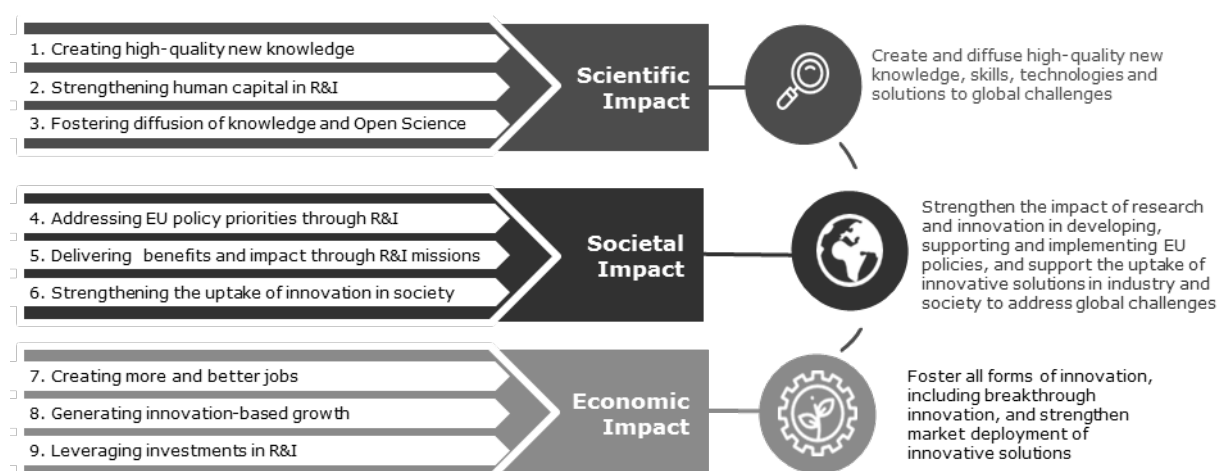 1. Creating high-quality new knowledge
2. Strengthening human capital in R&I
3. Fostering diffusion of knowledge and Open Science
Scientific
Impact
Create and diffuse high-quality new
knowledge, skills, technologies and
solutions to global challenges
4. Addressing EU policy priorities through R&I
5. Delivering benefits and impact through R&I missions
6. Strengthening the uptake of innovation in society
Societal
Impact
Strengthen the impact of research
and innovation in developing,
supporting and implementing EU
policies, and support the uptake of
innovative solutions in industry and
society to address global challenges
7. Creating more and better jobs
8. Generating innovation-based growth
9. Leveraging investments in R&I
Economic
Impact
Foster all forms of innovation,
including breakthrough
innovation, and strengthen
market deployment of
innovative solutions